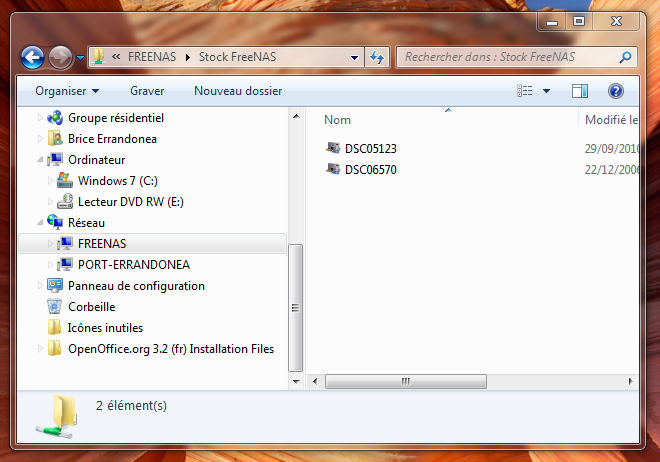 « FREENAS Stock FreeNAS
Rechercher dans : Stock FreeNAS
Organiser Graver Nouveau dossier
Groupe résidentiel
Brice Errandonea
Ordinateur
Windows 7 (C:)
Lecteur DVD RW (E:)
Réseau
FREENAS
PORT-ERRANDONEA
Panneau de configuration
Corbeille
Icônes inutiles
OpenOffice.org 3.2 (fr) Installation Files
Nom Modifié le
DSC05123 29/09/2010
DSC06570 22/12/2006
2 élément(s)